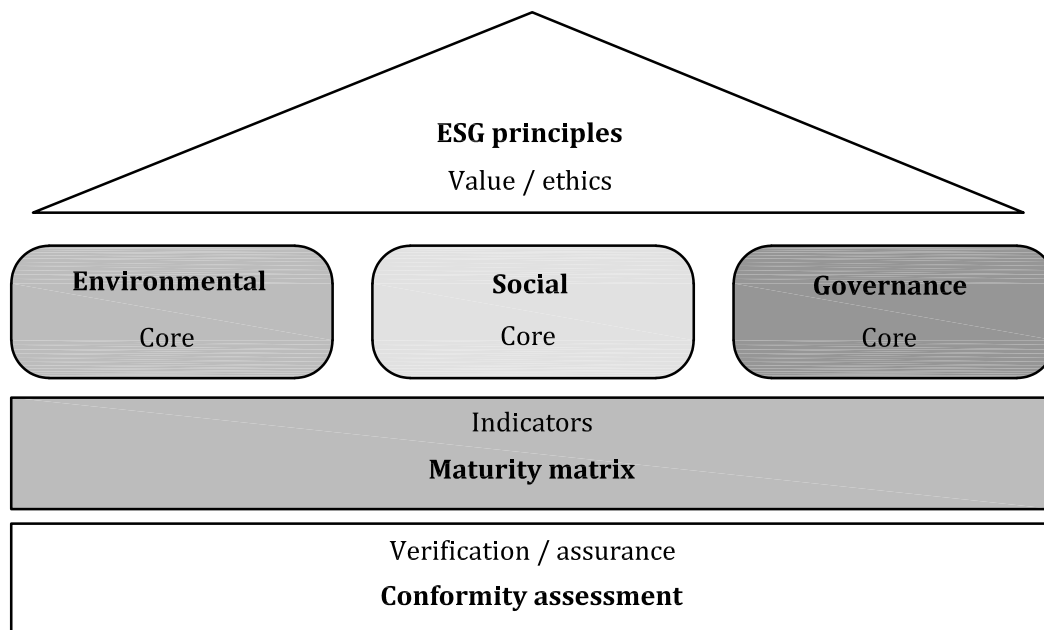 ESG principles
Value / ethics
Environmental
Core
Social
Core
Governance
Core
Indicators
Maturity matrix
Verification / assurance
Conformity assessment